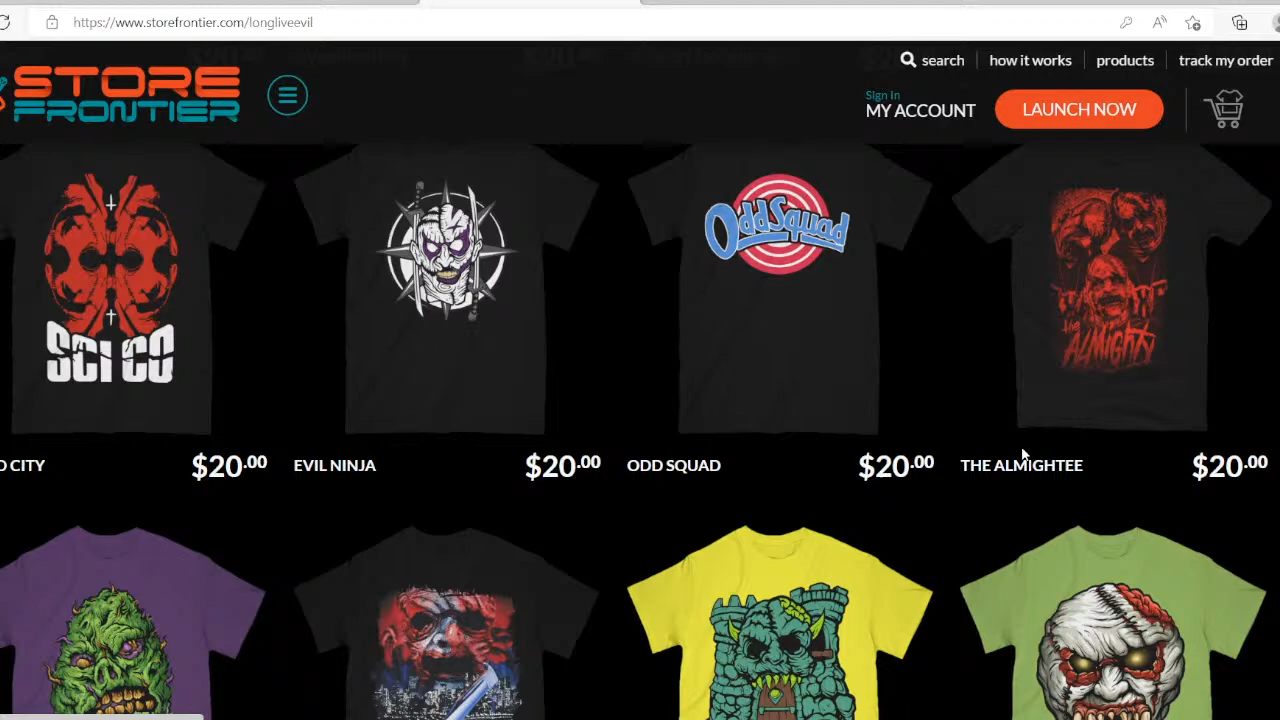 https://www.storefrontier.com/longliveevil
search
how it works
products
track my order
STORE
FRONTIER
Sign In
MY ACCOUNT
LAUNCH NOW
SCI CO
OddSquad
the
ALMIGHTY
D CITY
$20.00
EVIL NINJA
$20.00
ODD SQUAD
$20.00
THE ALMIGHTEE
$20.00